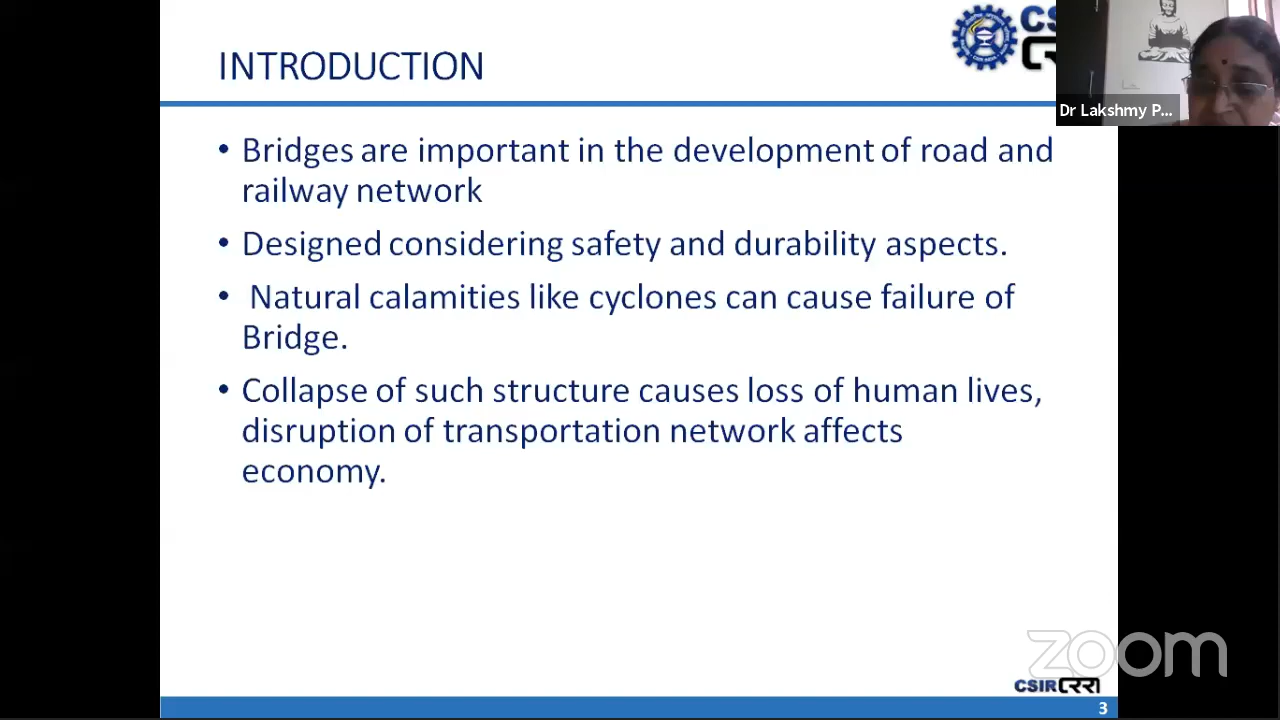 INTRODUCTION
CS
Dr Lakshmy P...
• Bridges are important in the development of road and
railway network
• Designed considering safety and durability aspects.
• Natural calamities like cyclones can cause failure of
Bridge.
• Collapse of such structure causes loss of human lives,
disruption of transportation network affects
economy.
zoom
CSIR CRRI
3